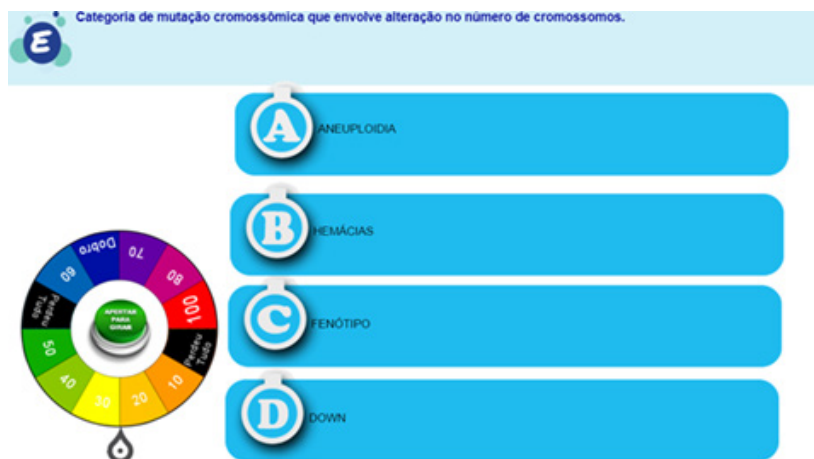 Categoria de mutação cromossômica que envolve alteração no número de cromossomos.
E
A
ANEUPLOIDIA
B
HEMÁCIAS
C
FENÓTIPO
D
DOWN
Dobro
70
80
100
Perdeu
Tudo
10
20
30
40
50
Perdeu
Tudo
60
APERTAR
PARA
GIRAR